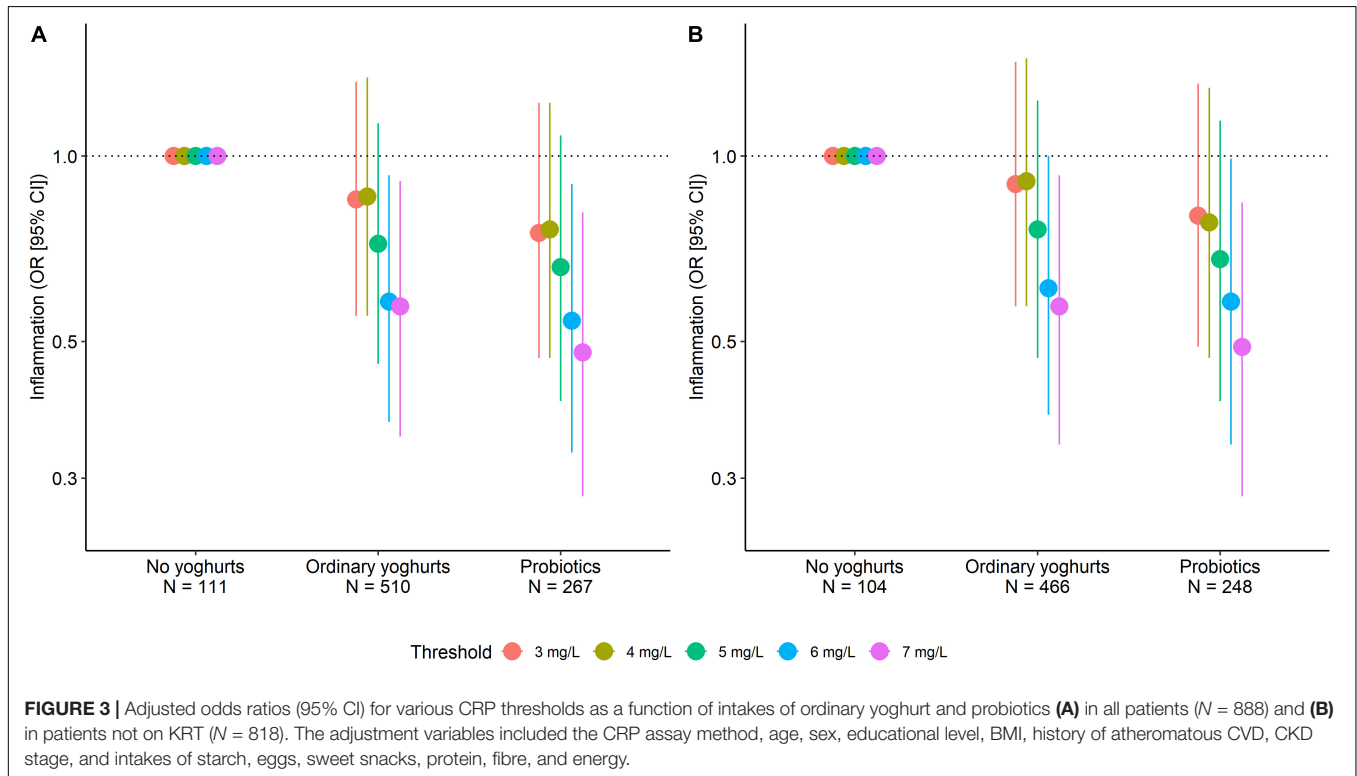 A
B
Inflammation (OR [95% CI])
1.0
0.5
0.3
No yoghurts
N = 111
Ordinary yoghurts
N = 510
Probiotics
N = 267
Inflammation (OR [95% CI])
1.0
0.5
0.3
No yoghurts
N = 104
Ordinary yoghurts
N = 466
Probiotics
N = 248
Threshold 3 mg/L 4 mg/L 5 mg/L 6 mg/L 7 mg/L
FIGURE 3 | Adjusted odds ratios (95% CI) for various CRP thresholds as a function of intakes of ordinary yoghurt and probiotics (A) in all patients (N = 888) and (B)
in patients not on KRT (N = 818). The adjustment variables included the CRP assay method, age, sex, educational level, BMI, history of atheromatous CVD, CKD
stage, and intakes of starch, eggs, sweet snacks, protein, fibre, and energy.